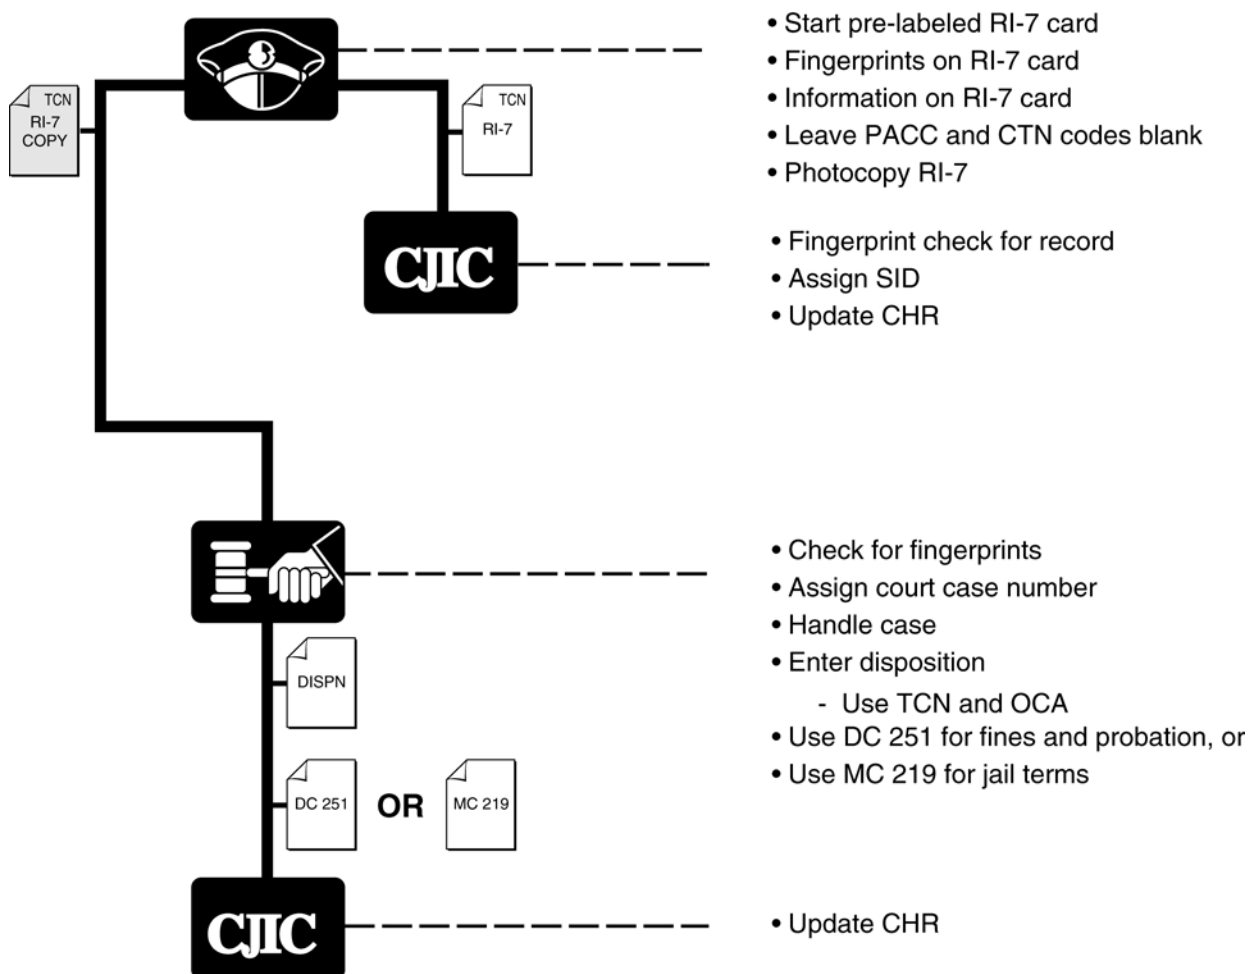 • Start pre-labeled RI-7 card
• Fingerprints on RI-7 card
• Information on RI-7 card
• Leave PACC and CTN codes blank
• Photocopy RI-7
TCN
RI-7
COPY
TCN
RI-7
CJIC
• Fingerprint check for record
• Assign SID
• Update CHR
• Check for fingerprints
• Assign court case number
• Handle case
• Enter disposition
- Use TCN and OCA
• Use DC 251 for fines and probation, or
• Use MC 219 for jail terms
DISPN
DC 251
OR
MC 219
CJIC
• Update CHR